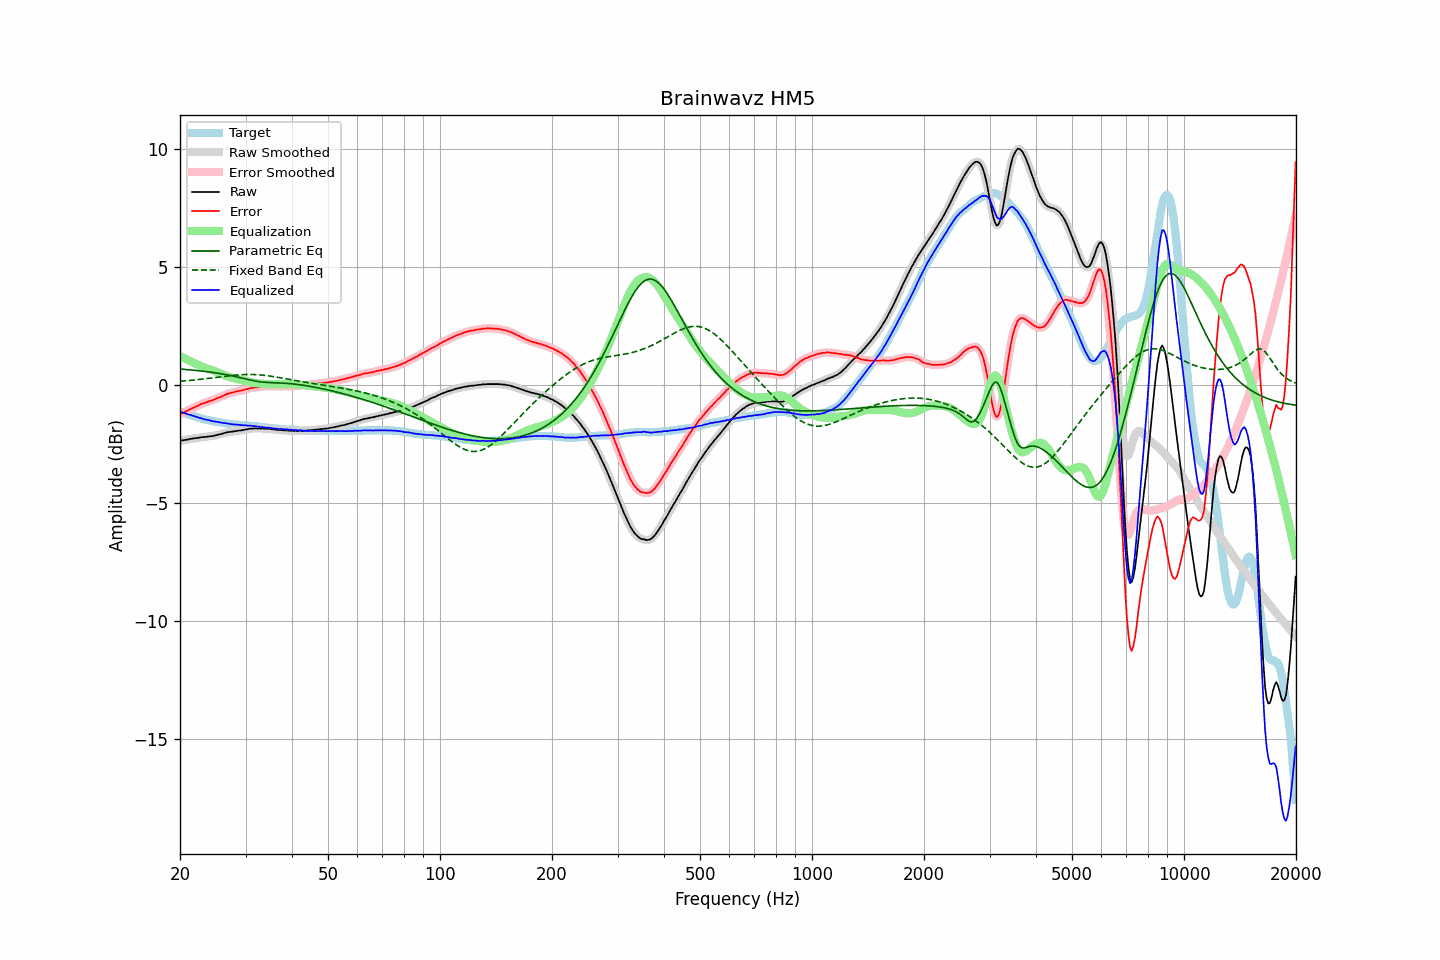 Brainwavz HM5
Target
Raw Smoothed
Error Smoothed
Raw
Error
Equalization
Parametric Eq
Fixed Band Eq
Equalized
10
5
0
−5
−10
−15
Amplitude (dBr)
20 50 100 200 500 1000 2000 5000 10000 20000
Frequency (Hz)